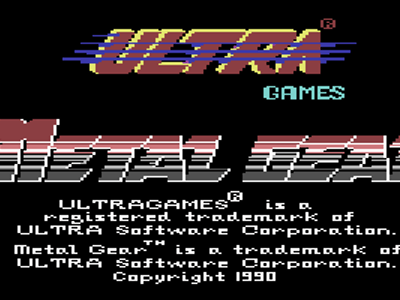 ULTRA®
GAMES
METAL GEA
ULTRAGAMES® is a
registered trademark of
ULTRA Software Corporation.
Metal Gear™ is a trademark of
ULTRA Software Corporation.
Copyright 1990